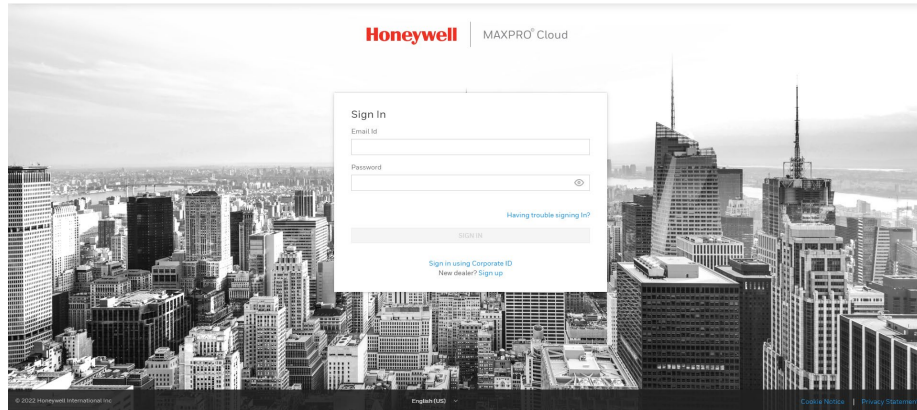 Honeywell | MAXPRO® Cloud
Sign In
Email Id
Password
Having trouble signing In?
SIGN IN
Sign in using Corporate ID
New dealer? Sign up
© 2022 Honeywell International Inc
English (US)
Cookie Notice | Privacy Statement